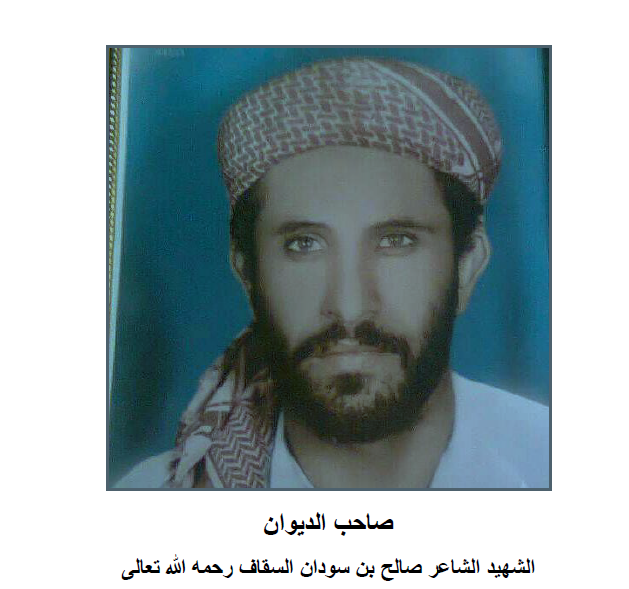 صاحب الديوان
الشهيد الشاعر صالح بن سودان السقاف رحمه الله تعالى